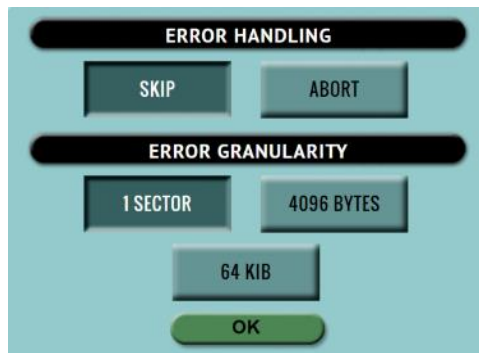 ERROR HANDLING
SKIP ABORT
ERROR GRANULARITY
1 SECTOR 4096 BYTES
64 KIB
OK